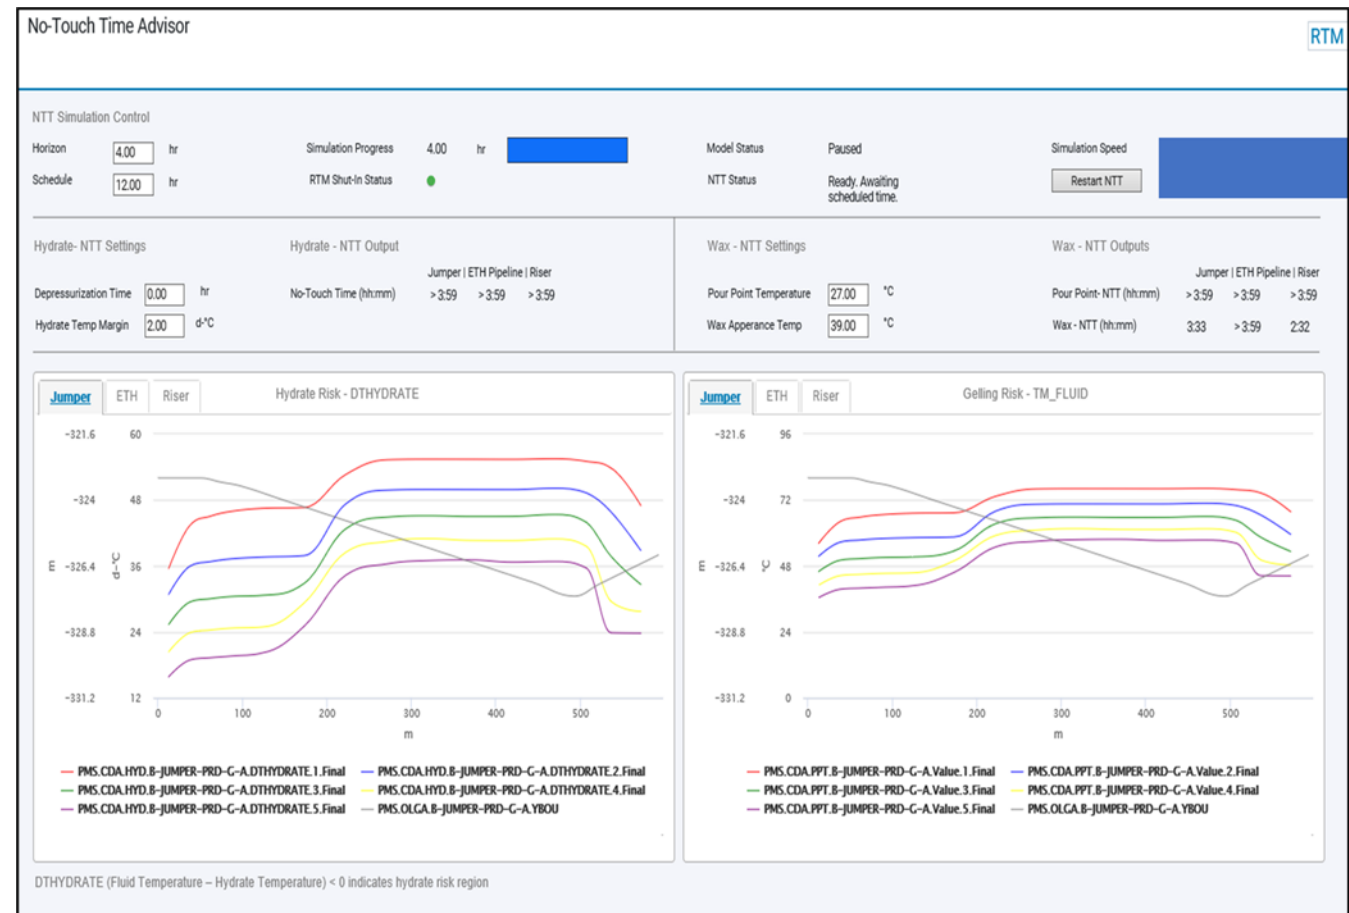 No-Touch Time Advisor
RTM
NTT Simulation Control
Horizon 4.00 hr Simulation Progress 4.00 hr Model Status Paused Simulation Speed
Schedule 12.00 hr RTM Shut-In Status NTT Status Ready. Awaiting scheduled time. Restart NTT
Hydrate- NTT Settings Hydrate - NTT Output Wax - NTT Settings Wax - NTT Outputs
Jumper | ETH Pipeline | Riser Jumper | ETH Pipeline | Riser
Depressurization Time 0.00 hr No-Touch Time (hh:mm) > 3:59 > 3:59 > 3:59 Pour Point Temperature 27.00 °C Pour Point- NTT (hh:mm) > 3:59 > 3:59 > 3:59
Hydrate Temp Margin 2.00 d-°C Wax Apperance Temp 39.00 °C Wax - NTT (hh:mm) 3:33 > 3:59 2:32
Jumper ETH Riser Hydrate Risk - DTHYDRATE
-321.6 60
-324 48
m -326.4 d-°C 36
-328.8 24
-331.2 12
0 100 200 300 400 500
m
PMS.CDA.HYD.B-JUMPER-PRD-G-A.DTHYDRATE.1.Final PMS.CDA.HYD.B-JUMPER-PRD-G-A.DTHYDRATE.2.Final
PMS.CDA.HYD.B-JUMPER-PRD-G-A.DTHYDRATE.3.Final PMS.CDA.HYD.B-JUMPER-PRD-G-A.DTHYDRATE.4.Final
PMS.CDA.HYD.B-JUMPER-PRD-G-A.DTHYDRATE.5.Final PMS.OLGA.B-JUMPER-PRD-G-A.YBOU
Jumper ETH Riser Gelling Risk - TM_FLUID
-321.6 96
-324 72
m -326.4 °C 48
-328.8 24
-331.2 0
0 100 200 300 400 500
m
PMS.CDA.PPT.B-JUMPER-PRD-G-A.Value.1.Final PMS.CDA.PPT.B-JUMPER-PRD-G-A.Value.2.Final
PMS.CDA.PPT.B-JUMPER-PRD-G-A.Value.3.Final PMS.CDA.PPT.B-JUMPER-PRD-G-A.Value.4.Final
PMS.CDA.PPT.B-JUMPER-PRD-G-A.Value.5.Final PMS.OLGA.B-JUMPER-PRD-G-A.YBOU
DTHYDRATE (Fluid Temperature – Hydrate Temperature) < 0 indicates hydrate risk region